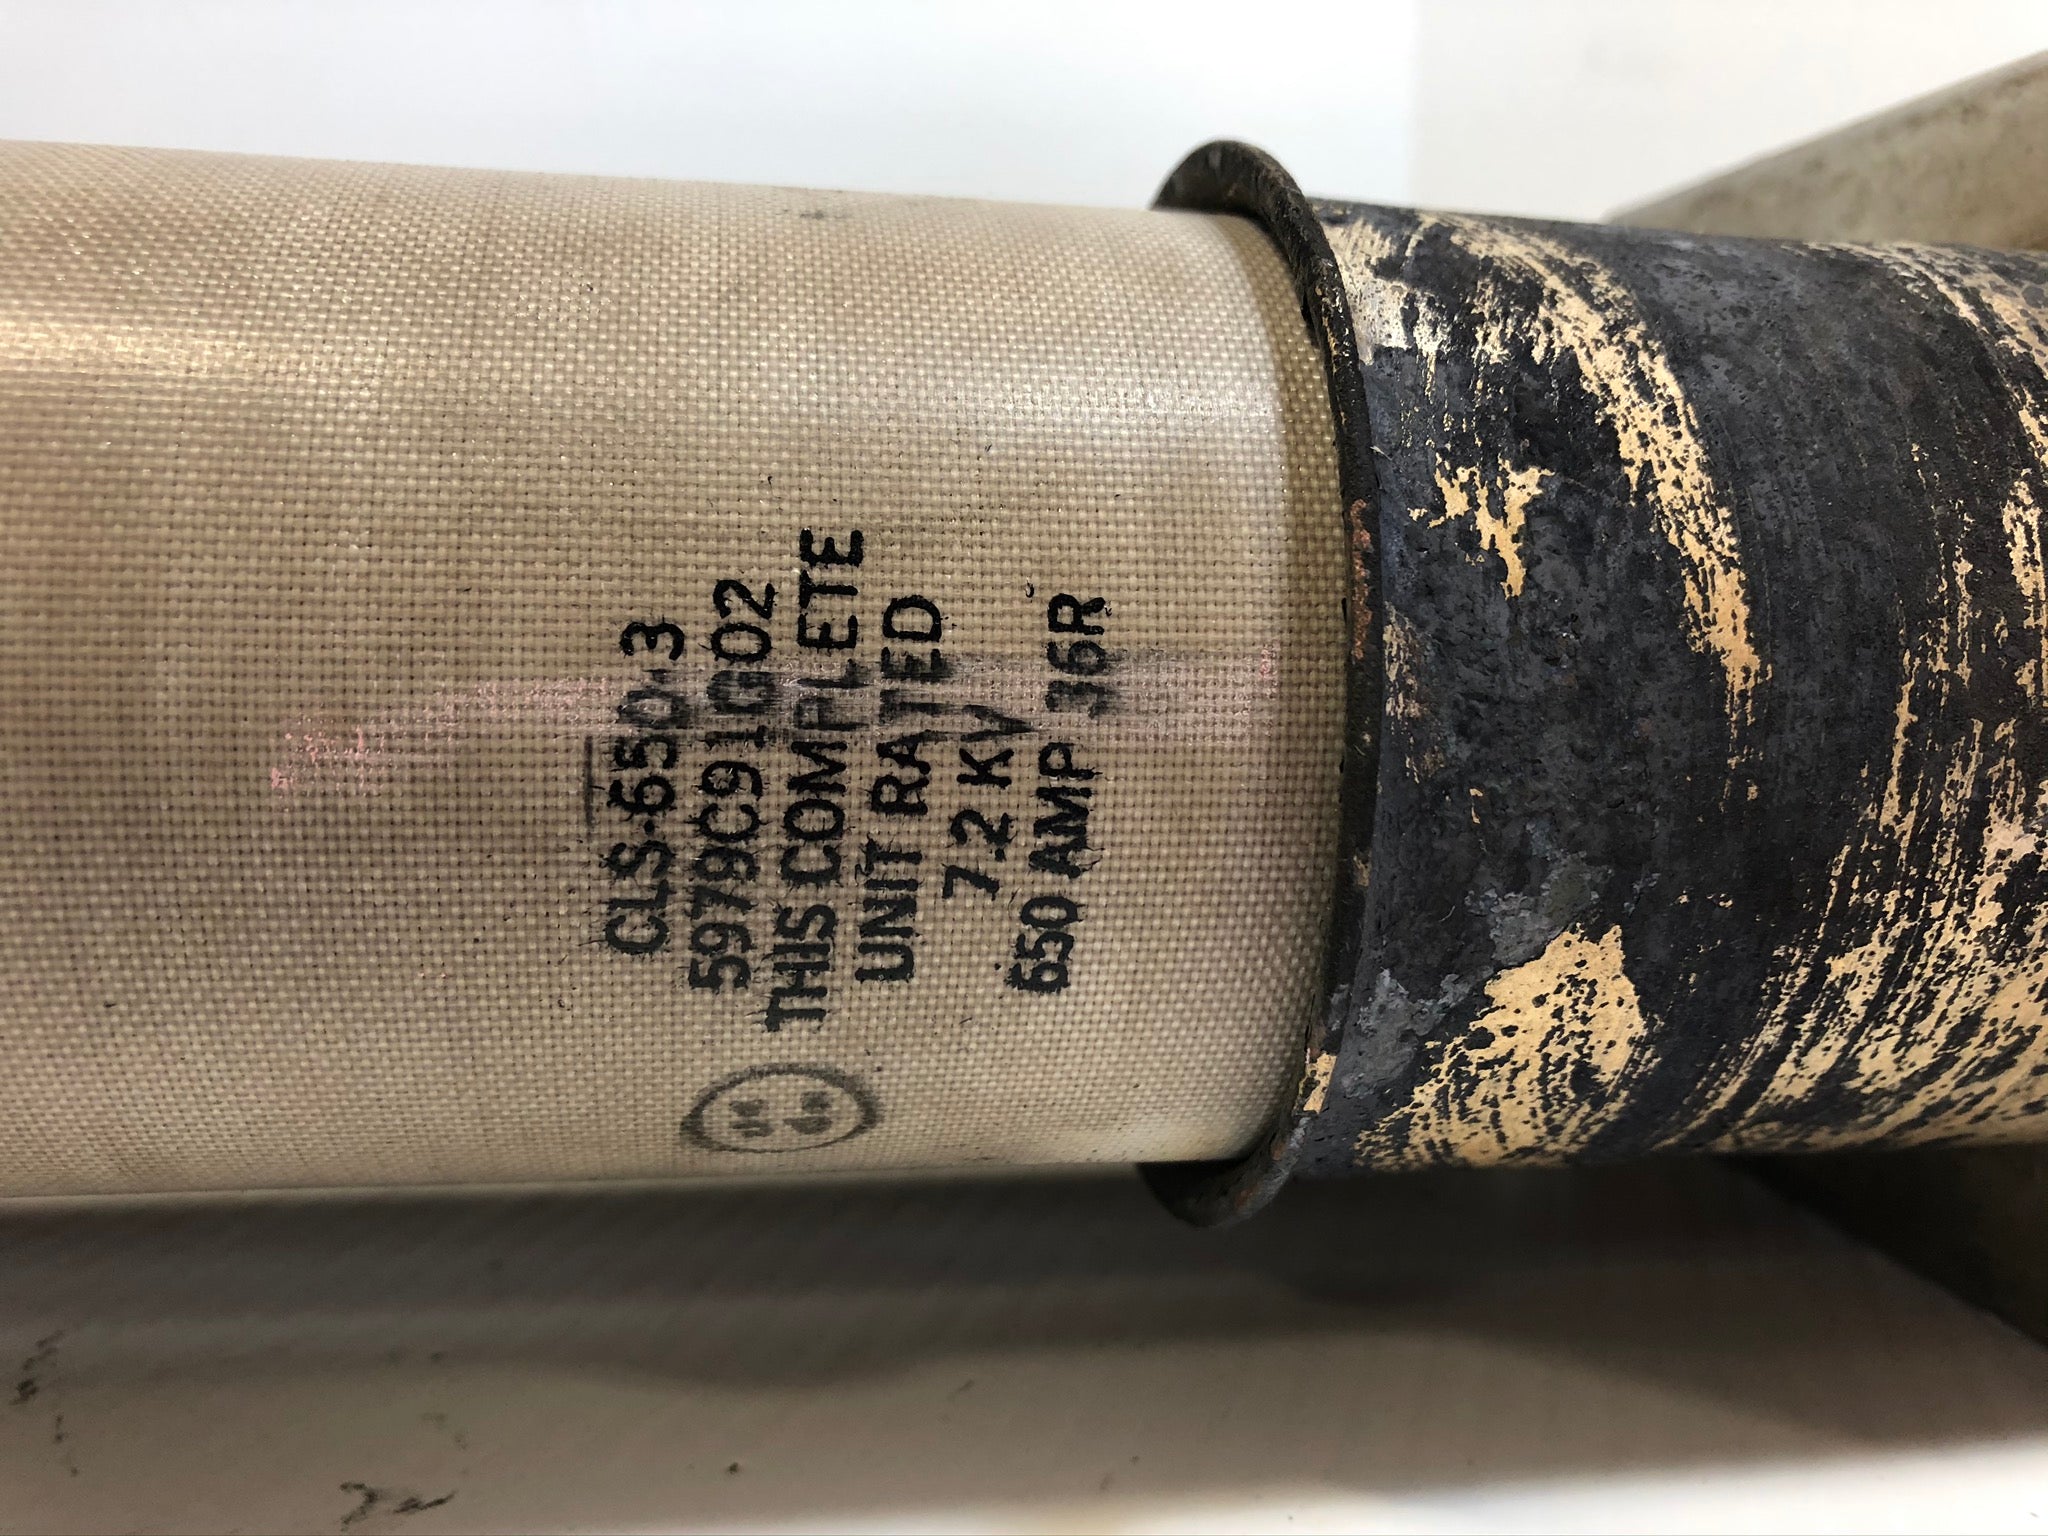 CLS-650-3
5979C91G02
THIS COMPLETE
UNIT RATED
7.2 KV
650 AMP 36R